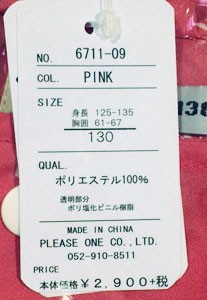 NO. 6711-09
COL. PINK
SIZE
身長 125-135
胸囲 61-67
130
138
QUAL.
ポリエステル100%
透明部分
ポリ塩化ビニル樹脂
MADE IN CHINA
PLEASE ONE CO.,LTD.
052-910-8511
PRICE
本体価格¥2,900+税